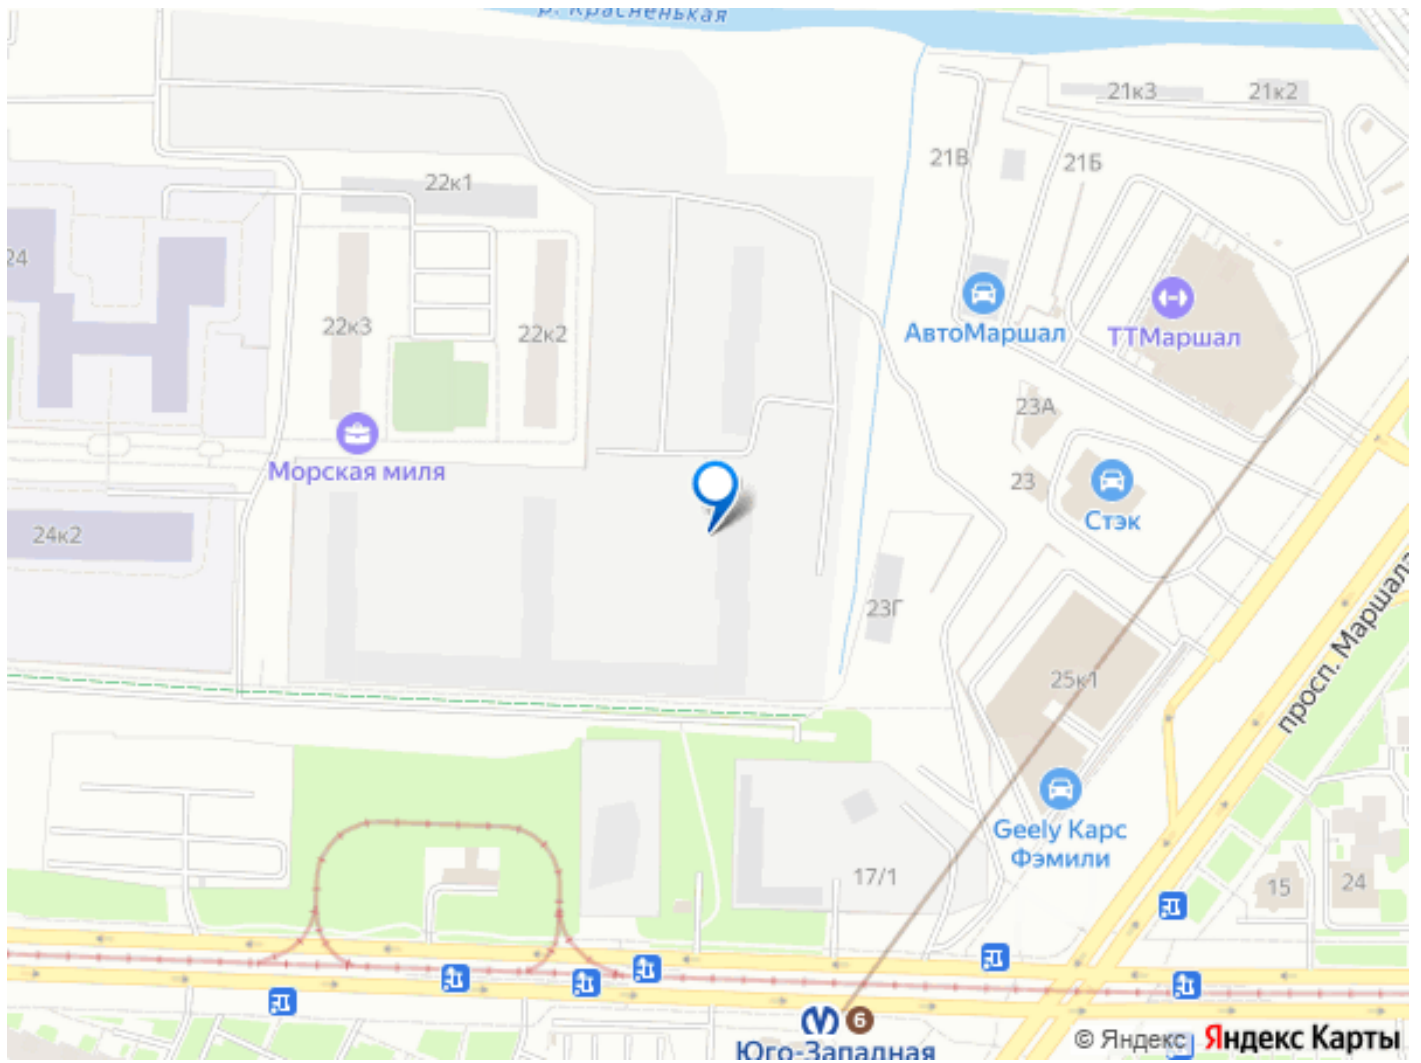 р. Красненькая
21к3
21к2
21В
21Б
22к1
24
22к3
22к2
АвтоМаршал
ТТМаршал
23А
Морская миля
23
Стэк
24к2
23Г
25к1
просп. Маршала
Geely Карс
Фэмили
17/1
15
24
6
Юго-Западная
© Яндекс
Яндекс Карты